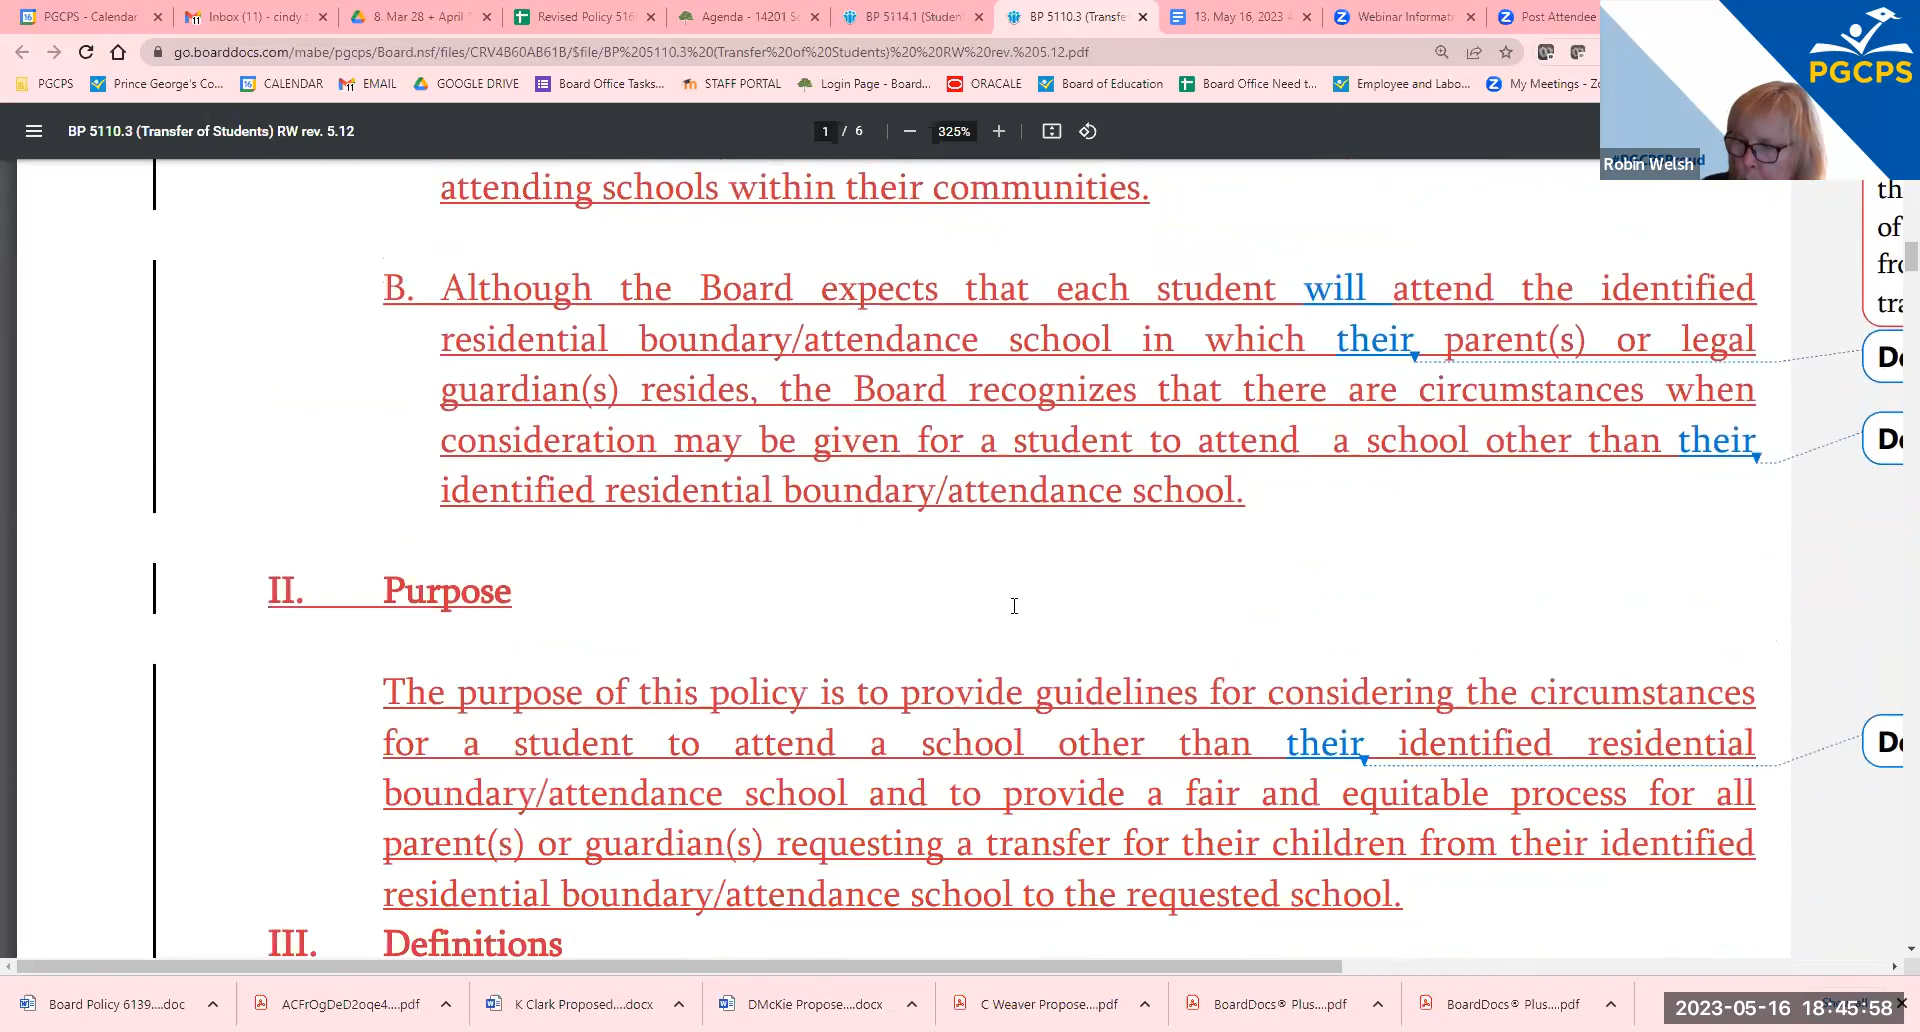 PGCPS - Calendar
Inbox (11) - cindy
8. Mar 28 + April
Revised Policy 516
Agenda - 14201 S
BP 5114.1 (Studen
BP 5110.3 (Transfe
13. May 16, 2023
Webinar Informati
Post Attendee
go.boarddocs.com/mabe/pgcps/Board.nsf/files/CRV4B60AB61B/$file/BP%205110.3%20(Transfer%20of%20Students)%20%20RW%20rev.%205.12.pdf
PGCPS
Prince George's Co...
CALENDAR
EMAIL
GOOGLE DRIVE
Board Office Tasks...
STAFF PORTAL
Login Page - Board...
ORACALE
Board of Education
Board Office Need t...
Employee and Labo...
My Meetings - Zo
PGCPS
Robin Welsh
BP 5110.3 (Transfer of Students) RW rev. 5.12
1 / 6
325%
attending schools within their communities.
B. Although the Board expects that each student will attend the identified
residential boundary/attendance school in which their parent(s) or legal
guardian(s) resides, the Board recognizes that there are circumstances when
consideration may be given for a student to attend a school other than their
identified residential boundary/attendance school.
II. Purpose
The purpose of this policy is to provide guidelines for considering the circumstances
for a student to attend a school other than their identified residential
boundary/attendance school and to provide a fair and equitable process for all
parent(s) or guardian(s) requesting a transfer for their children from their identified
residential boundary/attendance school to the requested school.
III. Definitions
th
of
fro
tra
De
De
De
Board Policy 6139....doc
ACFrOgDeD2oqe4....pdf
K Clark Proposed....docx
DMcKie Propose....docx
C Weaver Propose....pdf
BoardDocs® Plus....pdf
BoardDocs® Plus....pdf
2023-05-16 18:45:58